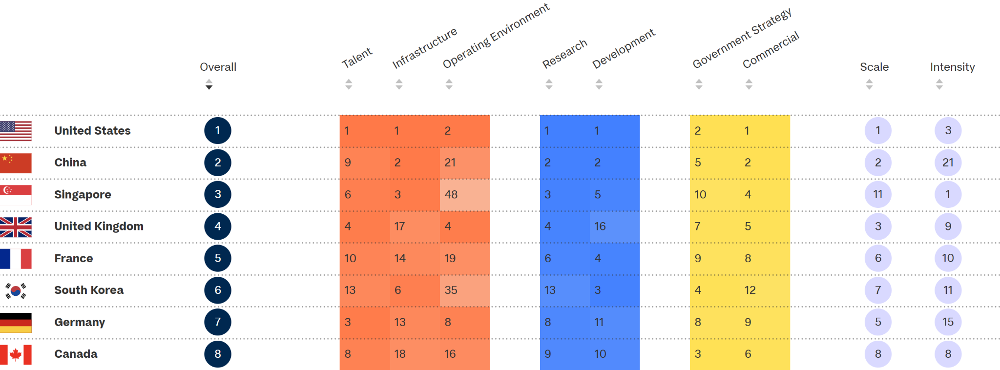 Overall Talent Infrastructure Operating Environment Research Development Government Strategy Commercial Scale Intensity
United States 1 1 1 2 1 1 2 1 1 3
China 2 9 2 21 2 2 5 2 2 21
Singapore 3 6 3 48 3 5 10 4 11 1
United Kingdom 4 4 17 4 4 16 7 5 3 9
France 5 10 14 19 6 4 9 8 6 10
South Korea 6 13 6 35 13 3 4 12 7 11
Germany 7 3 13 8 8 11 8 9 5 15
Canada 8 8 18 16 9 10 3 6 8 8